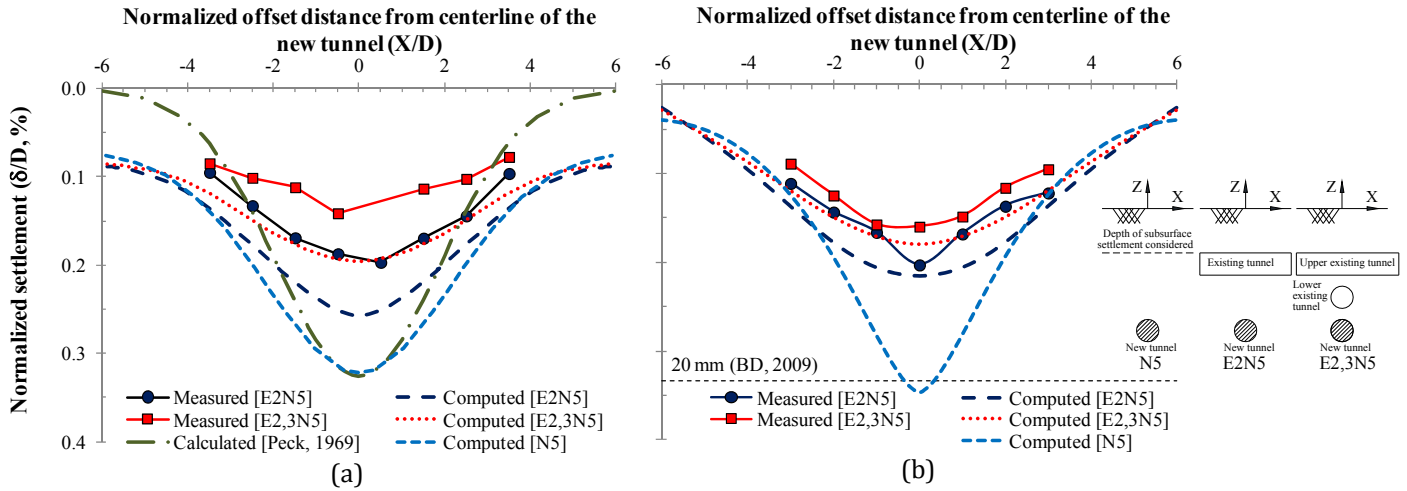 Normalized offset distance from centerline of the
new tunnel (X/D)
-6 -4 -2 0 2 4 6
0.0
0.1
0.2
0.3
0.4
Normalized settlement (δ/D, %)
Measured [E2N5]
Measured [E2,3N5]
Calculated [Peck, 1969]
Computed [E2N5]
Computed [E2,3N5]
Computed [N5]
(a)
Normalized offset distance from centerline of the
new tunnel (X/D)
-6 -4 -2 0 2 4 6
20 mm (BD, 2009)
Measured [E2N5]
Measured [E2,3N5]
Computed [E2N5]
Computed [E2,3N5]
Computed [N5]
(b)
Z
X
Depth of subsurface
settlement considered
New tunnel
N5
Z
X
Existing tunnel
New tunnel
E2N5
Z
X
Upper existing tunnel
Lower
existing
tunnel
New tunnel
E2,3N5